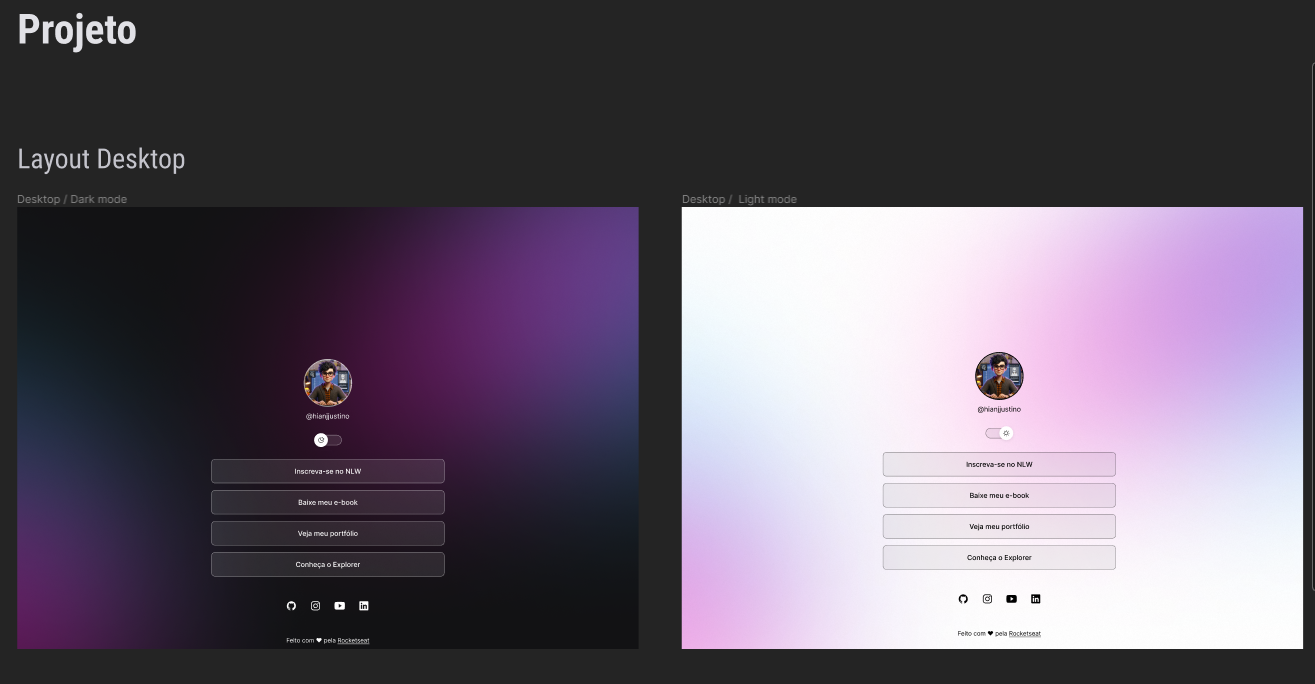 Projeto
Layout Desktop
Desktop / Dark mode
@hianjjustino
Inscreva-se no NLW
Baixe meu e-book
Veja meu portfólio
Conheça o Explorer
Feito com ♥ pela Rocketseat
Desktop / Light mode
@hianjjustino
Inscreva-se no NLW
Baixe meu e-book
Veja meu portfólio
Conheça o Explorer
Feito com ♥ pela Rocketseat